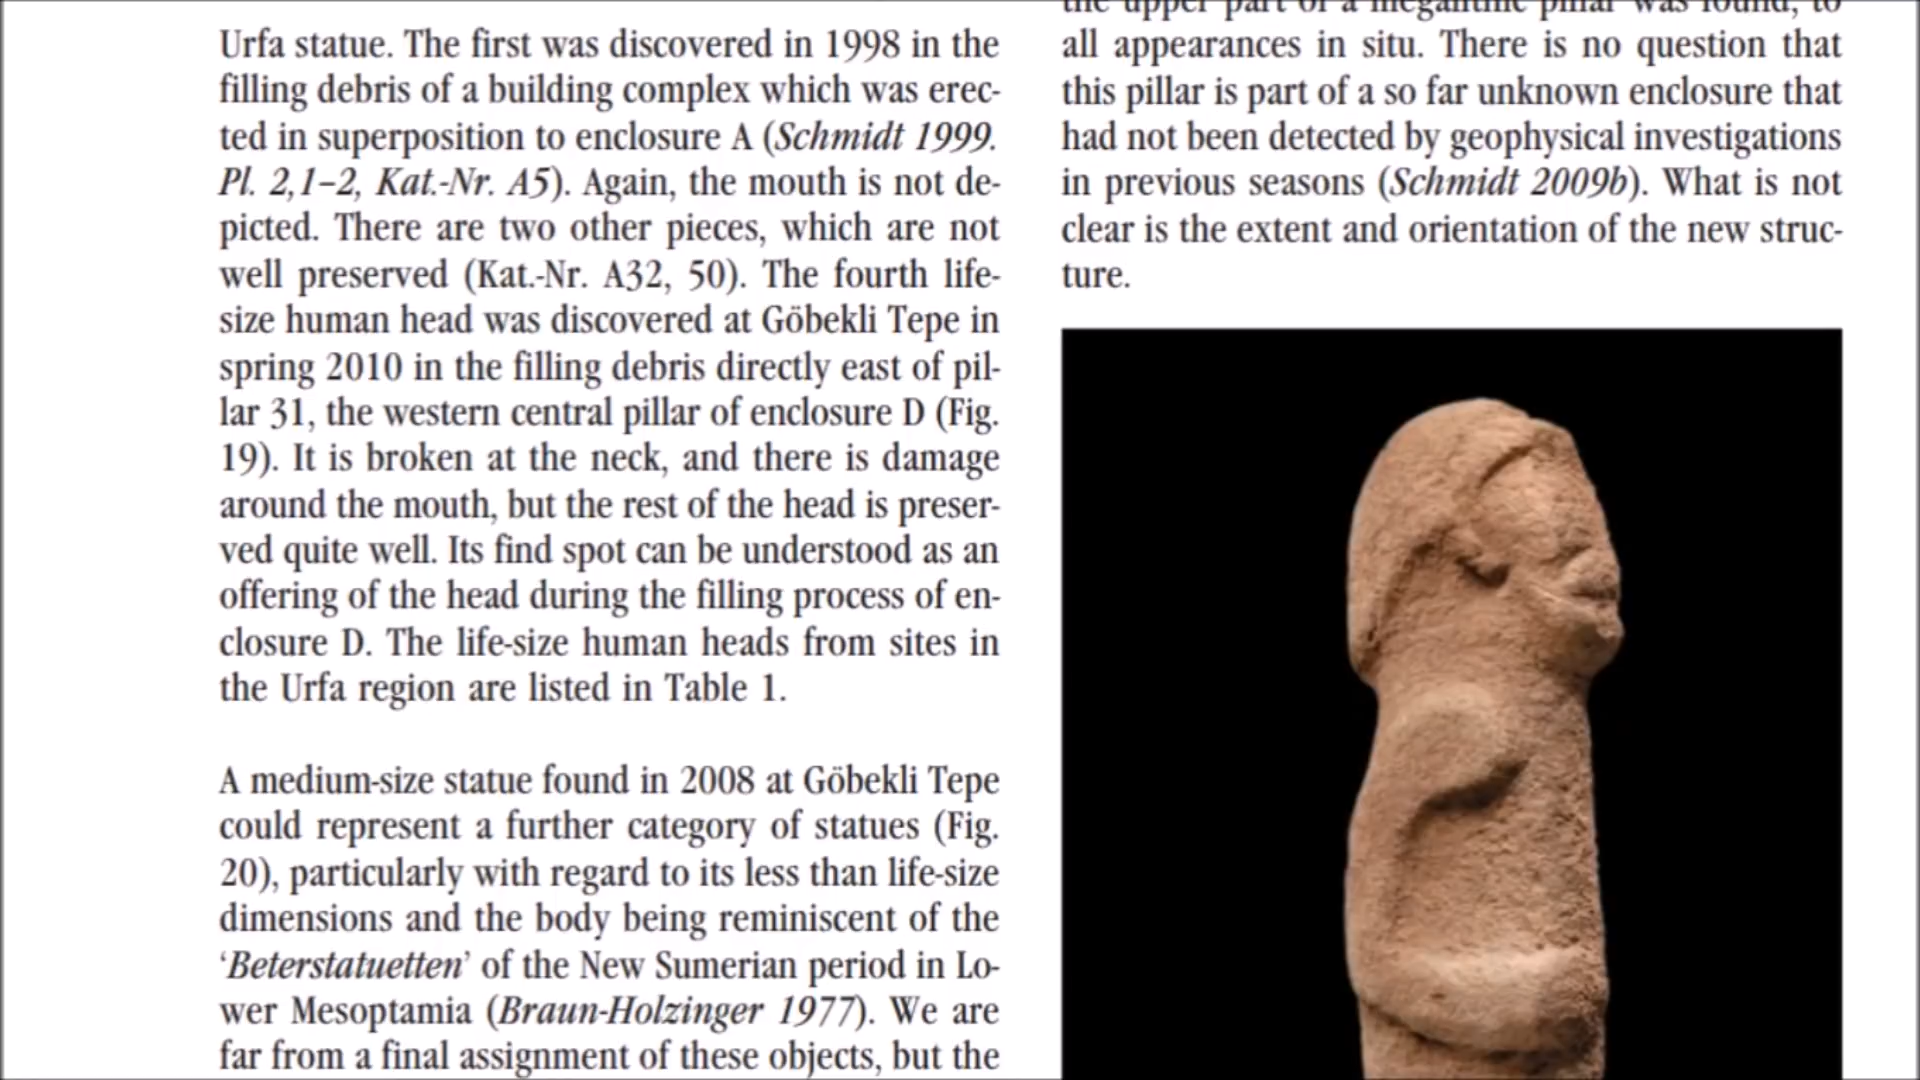 Urfa statue. The first was discovered in 1998 in the
filling debris of a building complex which was erec-
ted in superposition to enclosure A (Schmidt 1999.
Pl. 2,1–2, Kat.-Nr. A5). Again, the mouth is not de-
picted. There are two other pieces, which are not
well preserved (Kat.-Nr. A32, 50). The fourth life-
size human head was discovered at Göbekli Tepe in
spring 2010 in the filling debris directly east of pil-
lar 31, the western central pillar of enclosure D (Fig.
19). It is broken at the neck, and there is damage
around the mouth, but the rest of the head is preser-
ved quite well. Its find spot can be understood as an
offering of the head during the filling process of en-
closure D. The life-size human heads from sites in
the Urfa region are listed in Table 1.
A medium-size statue found in 2008 at Göbekli Tepe
could represent a further category of statues (Fig.
20), particularly with regard to its less than life-size
dimensions and the body being reminiscent of the
‘Beterstatuetten’ of the New Sumerian period in Lo-
wer Mesoptamia (Braun-Holzinger 1977). We are
far from a final assignment of these objects, but the
the upper part of a megalithic pillar was found, to
all appearances in situ. There is no question that
this pillar is part of a so far unknown enclosure that
had not been detected by geophysical investigations
in previous seasons (Schmidt 2009b). What is not
clear is the extent and orientation of the new struc-
ture.